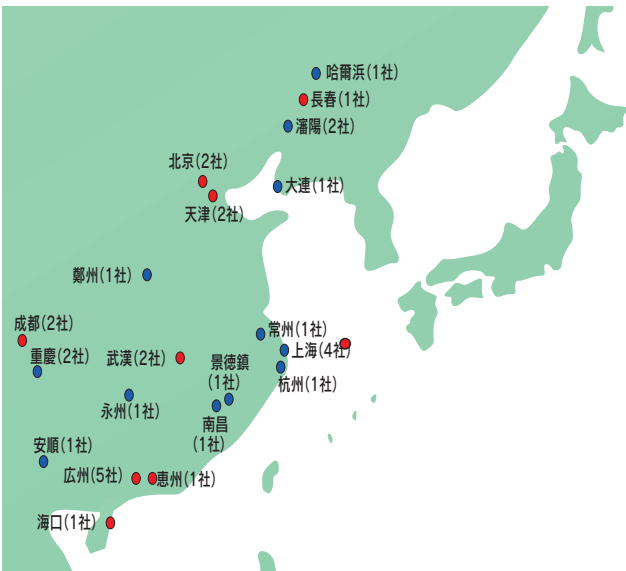 哈爾浜(1社)
長春(1社)
瀋陽(2社)
北京(2社)
大連(1社)
天津(2社)
鄭州(1社)
成都(2社)
常州(1社)
重慶(2社)
武漢(2社)
景徳鎮
(1社)
上海(4社)
杭州(1社)
永州(1社)
南昌
(1社)
安順(1社)
広州(5社)
恵州(1社)
海口(1社)